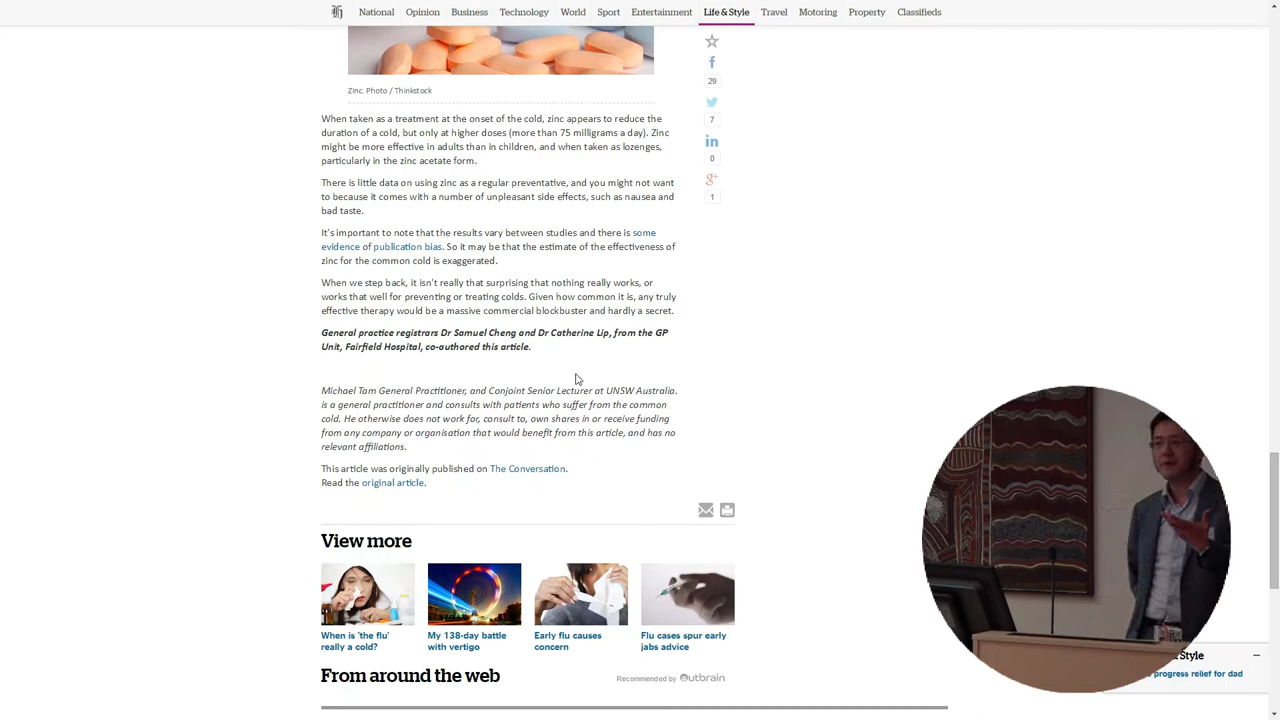 National Opinion Business Technology World Sport Entertainment Life & Style Travel Motoring Property Classifieds
29
7
0
1
Zinc. Photo / Thinkstock
When taken as a treatment at the onset of the cold, zinc appears to reduce the
duration of a cold, but only at higher doses (more than 75 milligrams a day). Zinc
might be more effective in adults than in children, and when taken as lozenges,
particularly in the zinc acetate form.
There is little data on using zinc as a regular preventative, and you might not want
to because it comes with a number of unpleasant side effects, such as nausea and
bad taste.
It's important to note that the results vary between studies and there is some
evidence of publication bias. So it may be that the estimate of the effectiveness of
zinc for the common cold is exaggerated.
When we step back, it isn't really that surprising that nothing really works, or
works that well for preventing or treating colds. Given how common it is, any truly
effective therapy would be a massive commercial blockbuster and hardly a secret.
General practice registrars Dr Samuel Cheng and Dr Catherine Lip, from the GP
Unit, Fairfield Hospital, co-authored this article.
Michael Tam General Practitioner, and Conjoint Senior Lecturer at UNSW Australia.
is a general practitioner and consults with patients who suffer from the common
cold. He otherwise does not work for, consult to, own shares in or receive funding
from any company or organisation that would benefit from this article, and has no
relevant affiliations.
This article was originally published on The Conversation.
Read the original article.
View more
When is 'the flu'
really a cold?
My 138-day battle
with vertigo
Early flu causes
concern
Flu cases spur early
jabs advice
From around the web
Recommended by Outbrain
& Style
progress relief for dad